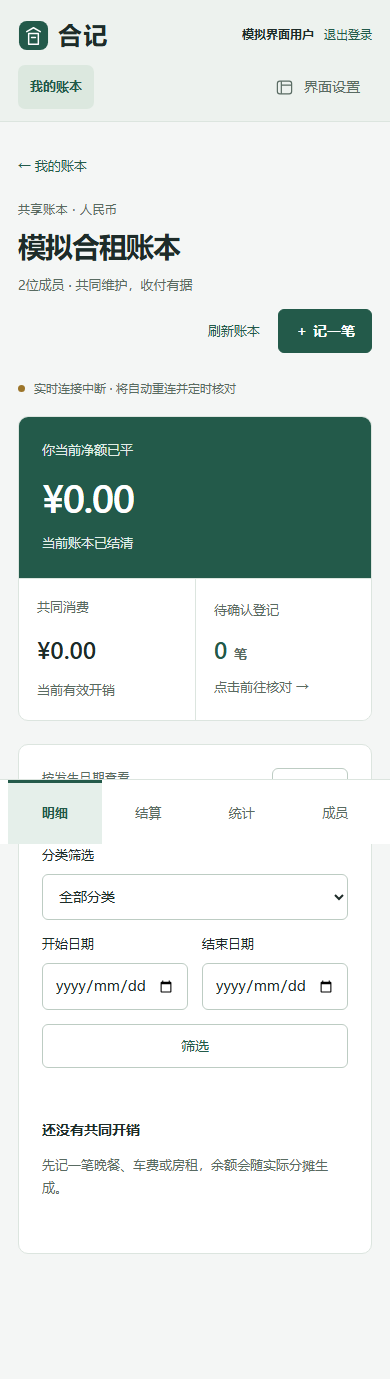 合记
模拟界面用户 退出登录
我的账本
界面设置
← 我的账本
共享账本 · 人民币
模拟合租账本
2位成员 · 共同维护，收付有据
刷新账本
+ 记一笔
实时连接中断 · 将自动重连并定时核对
你当前净额已平
¥0.00
当前账本已结清
共同消费
¥0.00
当前有效开销
待确认登记
0 笔
点击前往核对 →
按发生日期查看
明细 结算 统计 成员
分类筛选
全部分类
开始日期 结束日期
yyyy/mm/dd yyyy/mm/dd
筛选
还没有共同开销
先记一笔晚餐、车费或房租，余额会随实际分摊生
成。